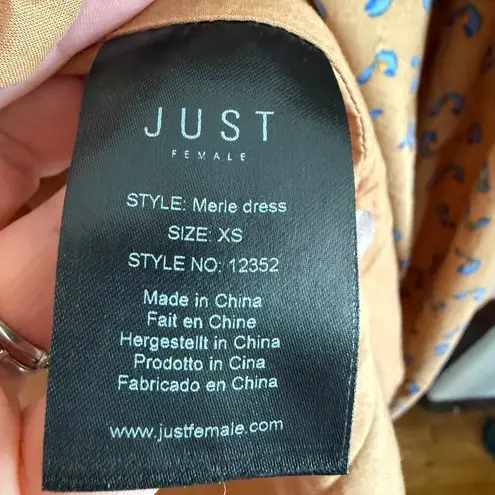 JUST
FEMALE
STYLE: Merle dress
SIZE: XS
STYLE NO: 12352
Made in China
Fait en Chine
Hergestellt in China
Prodotto in Cina
Fabricado en China
www.justfemale.com